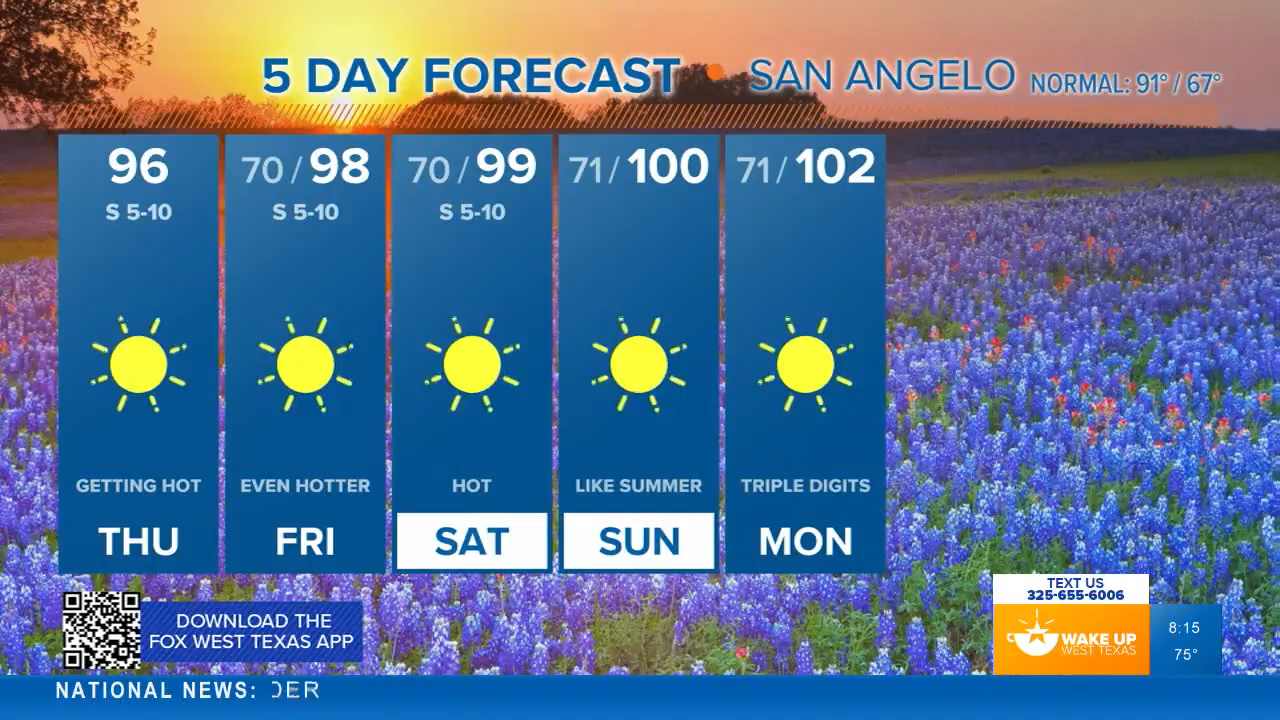 5 DAY FORECAST • SAN ANGELO NORMAL: 91° / 67°
96
S 5-10
GETTING HOT
THU
70 / 98
S 5-10
EVEN HOTTER
FRI
70 / 99
S 5-10
HOT
SAT
71 / 100
LIKE SUMMER
SUN
71 / 102
TRIPLE DIGITS
MON
DOWNLOAD THE
FOX WEST TEXAS APP
TEXT US
325-655-6006
WAKE UP
WEST TEXAS
8:15
75°
NATIONAL NEWS: